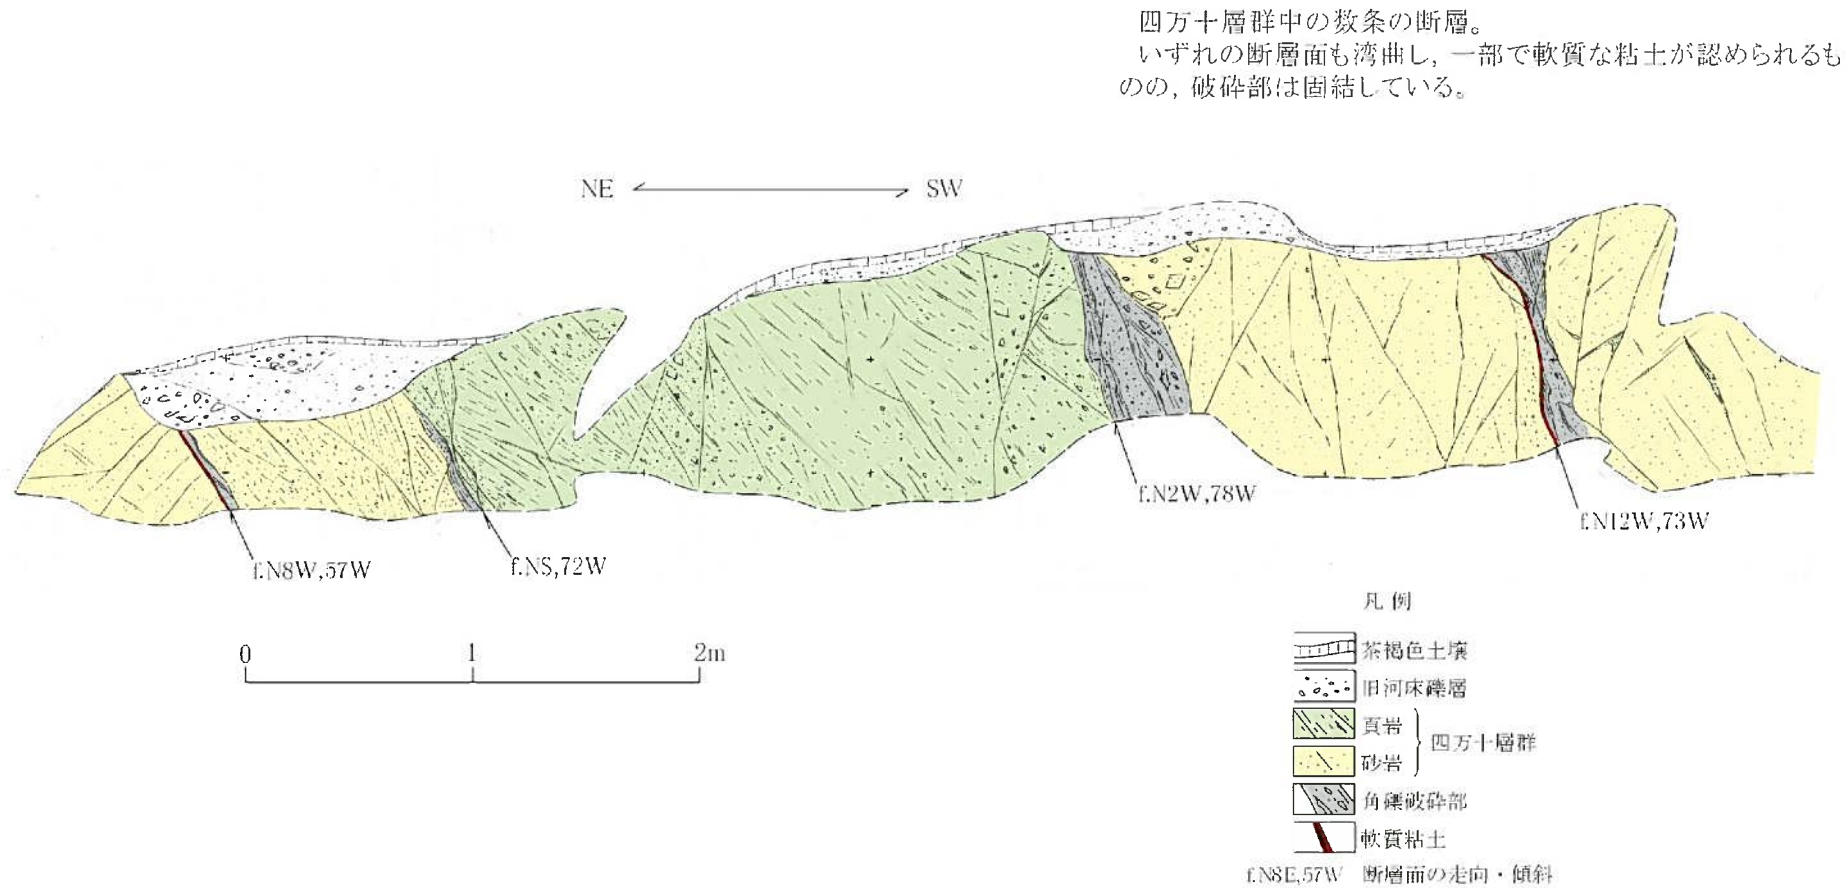 四万十層群中の数条の断層。
いずれの断層面も湾曲し，一部で軟質な粘土が認められるも
のの，破砕部は固結している。
NE SW
f.N2W,78W
f.N12W,73W
f.N8W,57W
f.NS,72W
0 1 2m
凡 例
茶褐色土壌
旧河床礫層
頁岩
四万十層群
砂岩
角礫破砕部
軟質粘土
f.N8E,57W 断層面の走向・傾斜